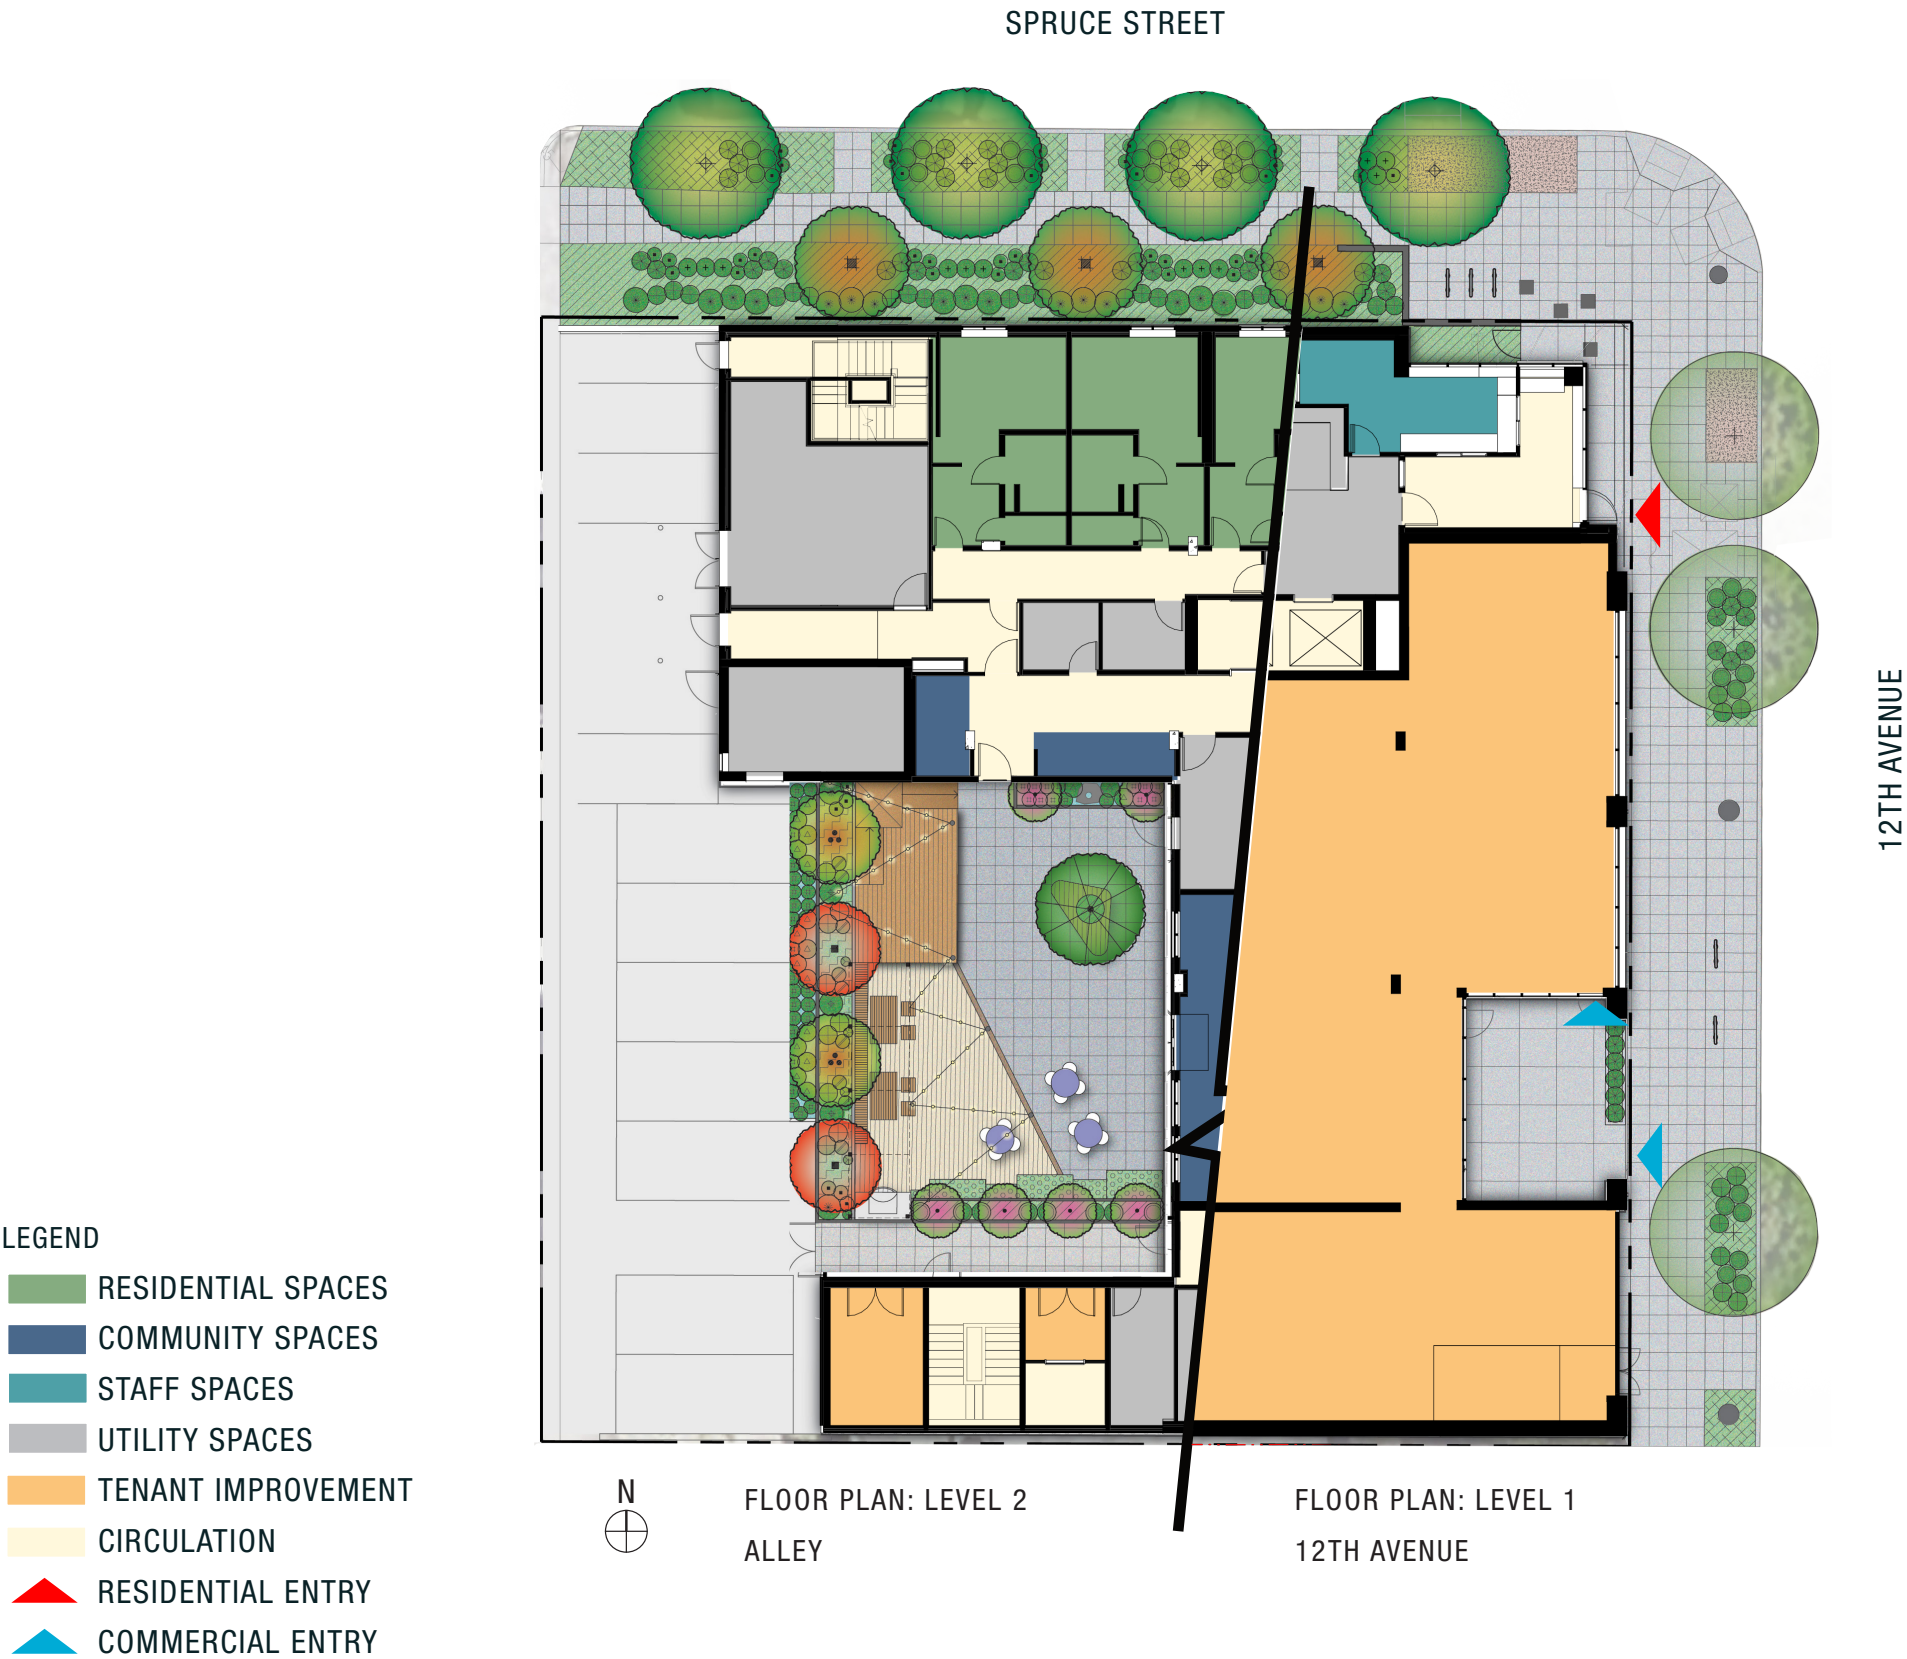 SPRUCE STREET
12TH AVENUE
LEGEND
RESIDENTIAL SPACES
COMMUNITY SPACES
STAFF SPACES
UTILITY SPACES
TENANT IMPROVEMENT
CIRCULATION
RESIDENTIAL ENTRY
COMMERCIAL ENTRY
N
FLOOR PLAN: LEVEL 2
ALLEY
FLOOR PLAN: LEVEL 1
12TH AVENUE